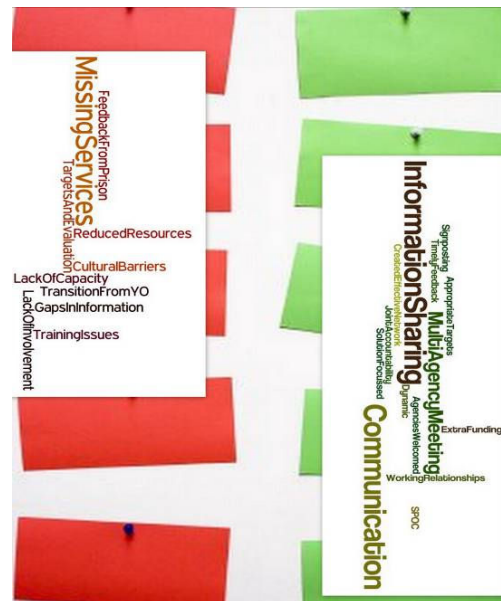 MissingServices
FeedbackFromPrison
TargetsAndEvaluation
ReducedResources
CulturalBarriers
LackOfCapacity
TransitionFromYO
LackOfInvolvement
GapsInInformation
TrainingIssues
InformationSharing
Signposting
TimelyFeedback
AppropriateTargets
CreatedEffectiveNetwork
MultiAgencyMeeting
JointAccountability
SolutionFocussed
Dynamic
AgenciesWelcomed
Communication
ExtraFunding
WorkingRelationships
SPOC